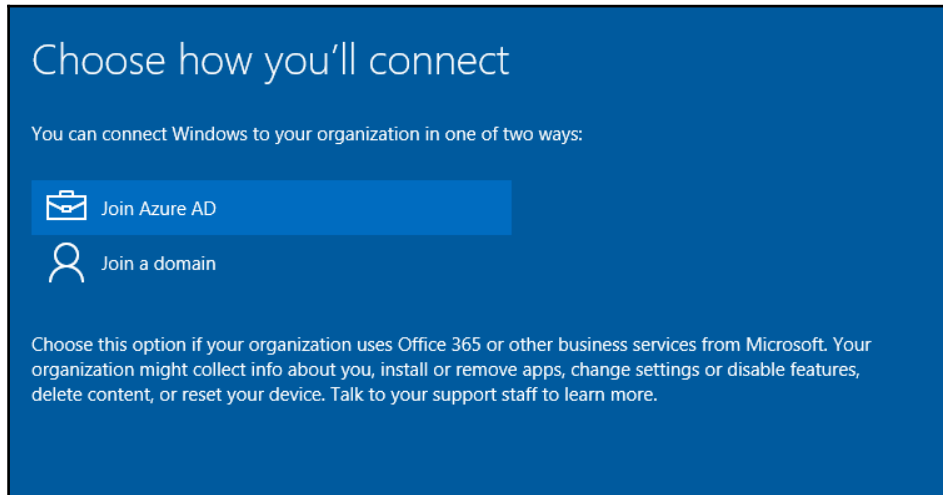 Choose how you'll connect
You can connect Windows to your organization in one of two ways:
Join Azure AD
Join a domain
Choose this option if your organization uses Office 365 or other business services from Microsoft. Your
organization might collect info about you, install or remove apps, change settings or disable features,
delete content, or reset your device. Talk to your support staff to learn more.